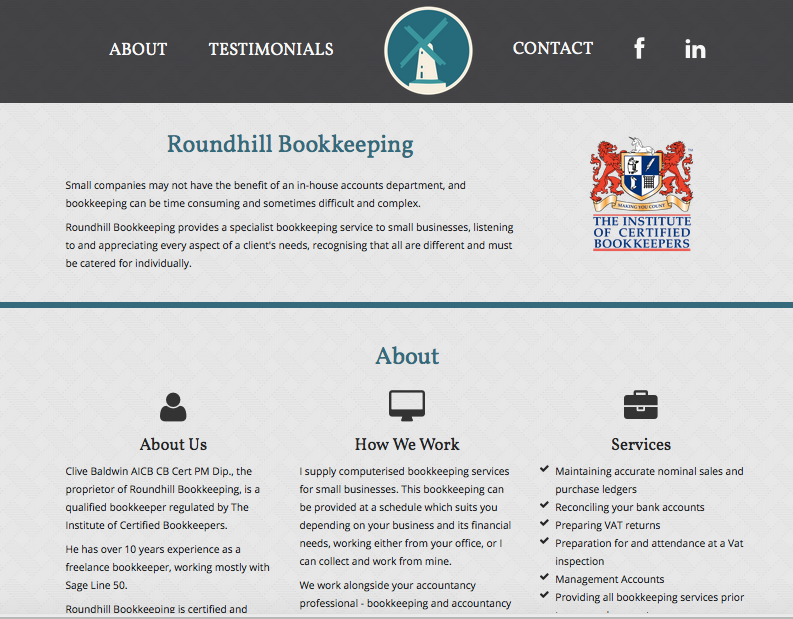 ABOUT
TESTIMONIALS
CONTACT
f
in
Roundhill Bookkeeping
Small companies may not have the benefit of an in-house accounts department, and
bookkeeping can be time consuming and sometimes difficult and complex.
Roundhill Bookkeeping provides a specialist bookkeeping service to small businesses, listening
to and appreciating every aspect of a client's needs, recognising that all are different and must
be catered for individually.
MAKING YOU COUNT
THE INSTITUTE
OF CERTIFIED
BOOKKEEPERS
About
About Us
Clive Baldwin AICB CB Cert PM Dip., the
proprietor of Roundhill Bookkeeping, is a
qualified bookkeeper regulated by The
Institute of Certified Bookkeepers.
He has over 10 years experience as a
freelance bookkeeper, working mostly with
Sage Line 50.
Roundhill Bookkeeping is certified and
How We Work
I supply computerised bookkeeping services
for small businesses. This bookkeeping can
be provided at a schedule which suits you
depending on your business and its financial
needs, working either from your office, or I
can collect and work from mine.
We work alongside your accountancy
professional - bookkeeping and accountancy
Services
Maintaining accurate nominal sales and
purchase ledgers
Reconciling your bank accounts
Preparing VAT returns
Preparation for and attendance at a Vat
inspection
Management Accounts
Providing all bookkeeping services prior